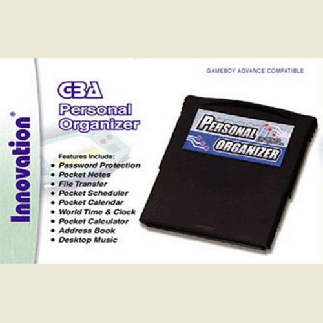 GAMEBOY ADVANCE COMPATIBLE
GBA
Personal
Organizer
Innovation®
Features Include:
• Password Protection
• Pocket Notes
• File Transfer
• Pocket Scheduler
• Pocket Calendar
• World Time & Clock
• Pocket Calculator
• Address Book
• Desktop Music
PERSONAL
ORGANIZER